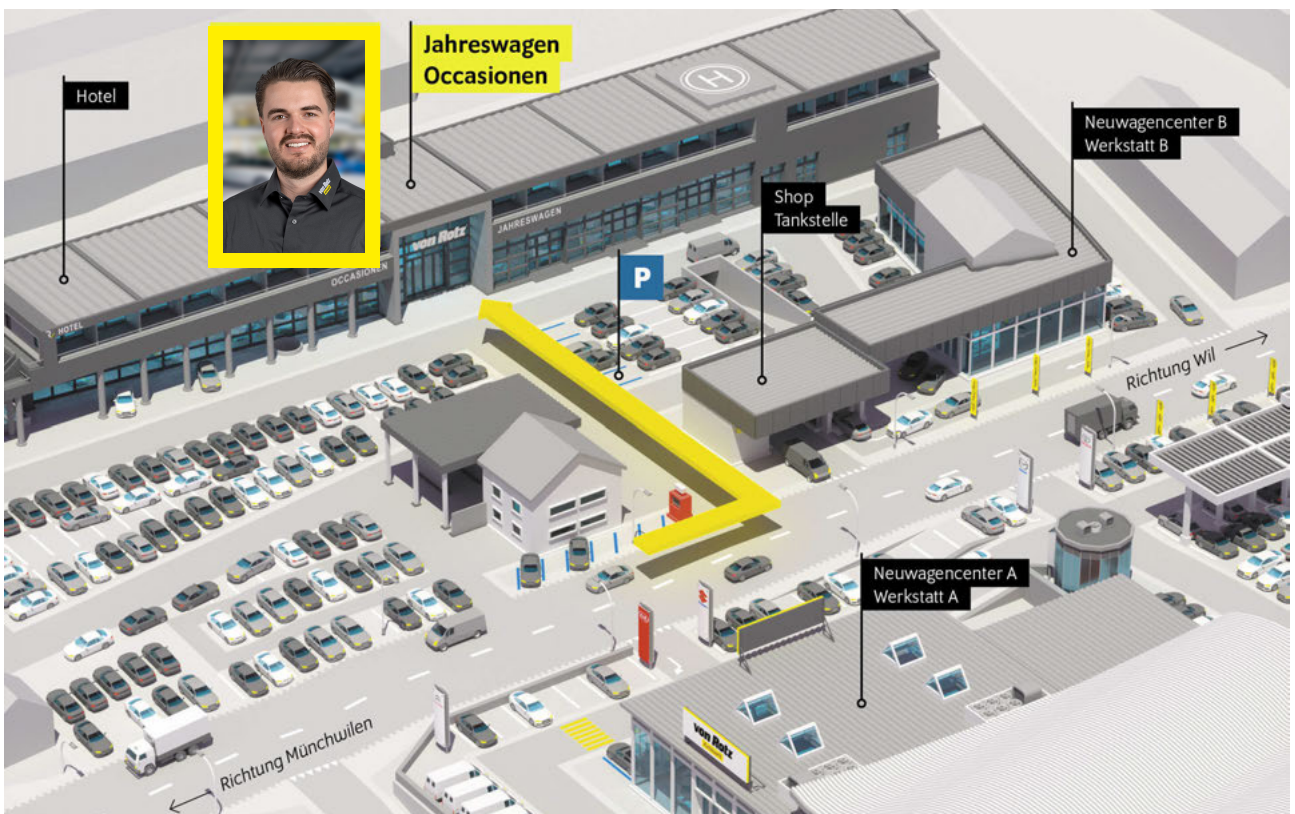 Hotel
Jahreswagen
Occasionen
Neuwagencenter B
Werkstatt B
Shop
Tankstelle
H
P
von Rotz
JAHRESWAGEN
OCCASIONEN
HOTEL
Richtung Wil
Neuwagencenter A
Werkstatt A
von Rotz
Richtung Münchwilen